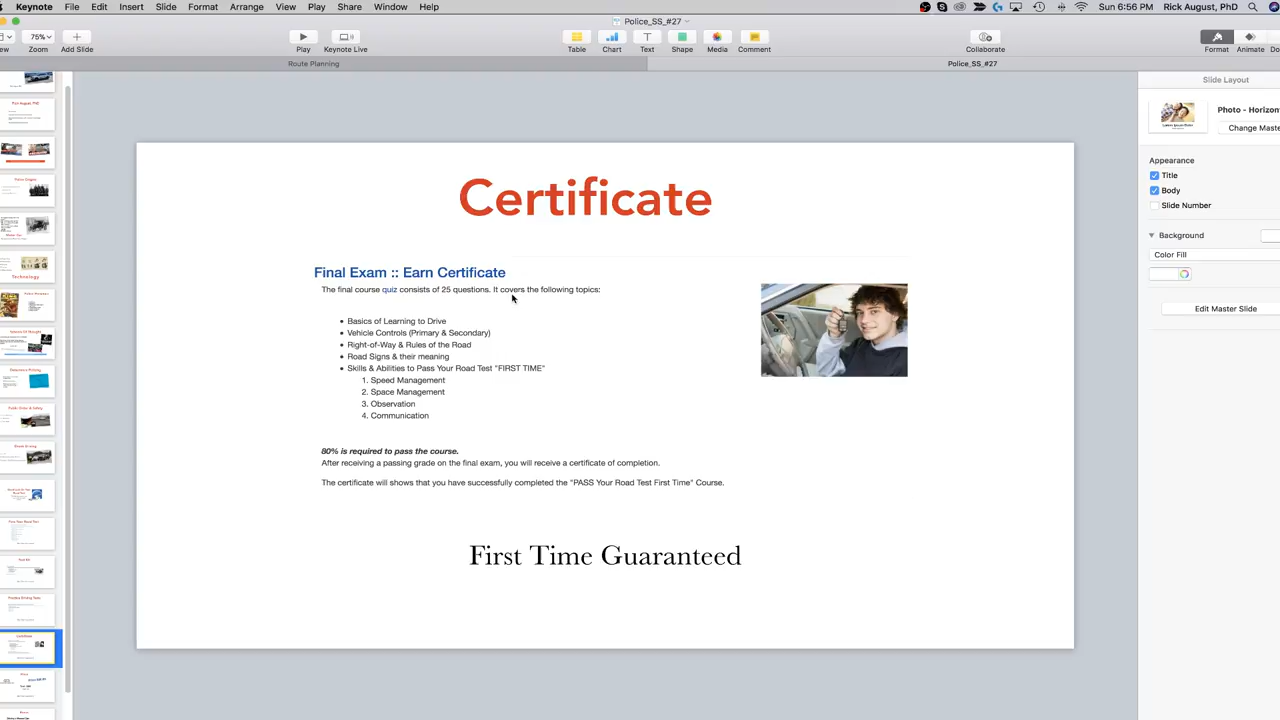 Keynote File Edit Insert Slide Format Arrange View Play Share Window Help Sun 6:56 PM Rick August, PhD
Police_SS_#27
75%
Zoom Add Slide Play Keynote Live Table Chart Text Shape Media Comment Collaborate Format Animate
Route Planning Police_SS_#27
Slide Layout
Photo - Horizon
Change Maste
Appearance
Title
Body
Slide Number
Background
Color Fill
Edit Master Slide
Certificate
Final Exam :: Earn Certificate
The final course quiz consists of 25 questions. It covers the following topics:
• Basics of Learning to Drive
• Vehicle Controls (Primary & Secondary)
• Right-of-Way & Rules of the Road
• Road Signs & their meaning
• Skills & Abilities to Pass Your Road Test "FIRST TIME"
1. Speed Management
2. Space Management
3. Observation
4. Communication
80% is required to pass the course.
After receiving a passing grade on the final exam, you will receive a certificate of completion.
The certificate will shows that you have successfully completed the "PASS Your Road Test First Time" Course.
First Time Guaranteed